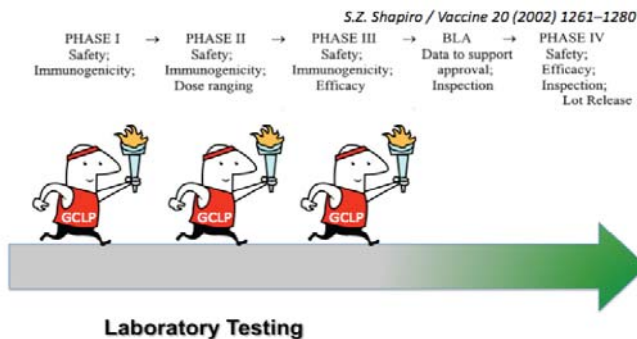 S.Z. Shapiro / Vaccine 20 (2002) 1261–1280
PHASE I → PHASE II → PHASE III → BLA → PHASE IV
Safety; Safety; Safety; Data to support Safety;
Immunogenicity; Immunogenicity; Immunogenicity; approval; Efficacy;
Dose ranging Efficacy Inspection Inspection;
Lot Release
GCLP GCLP GCLP
Laboratory Testing